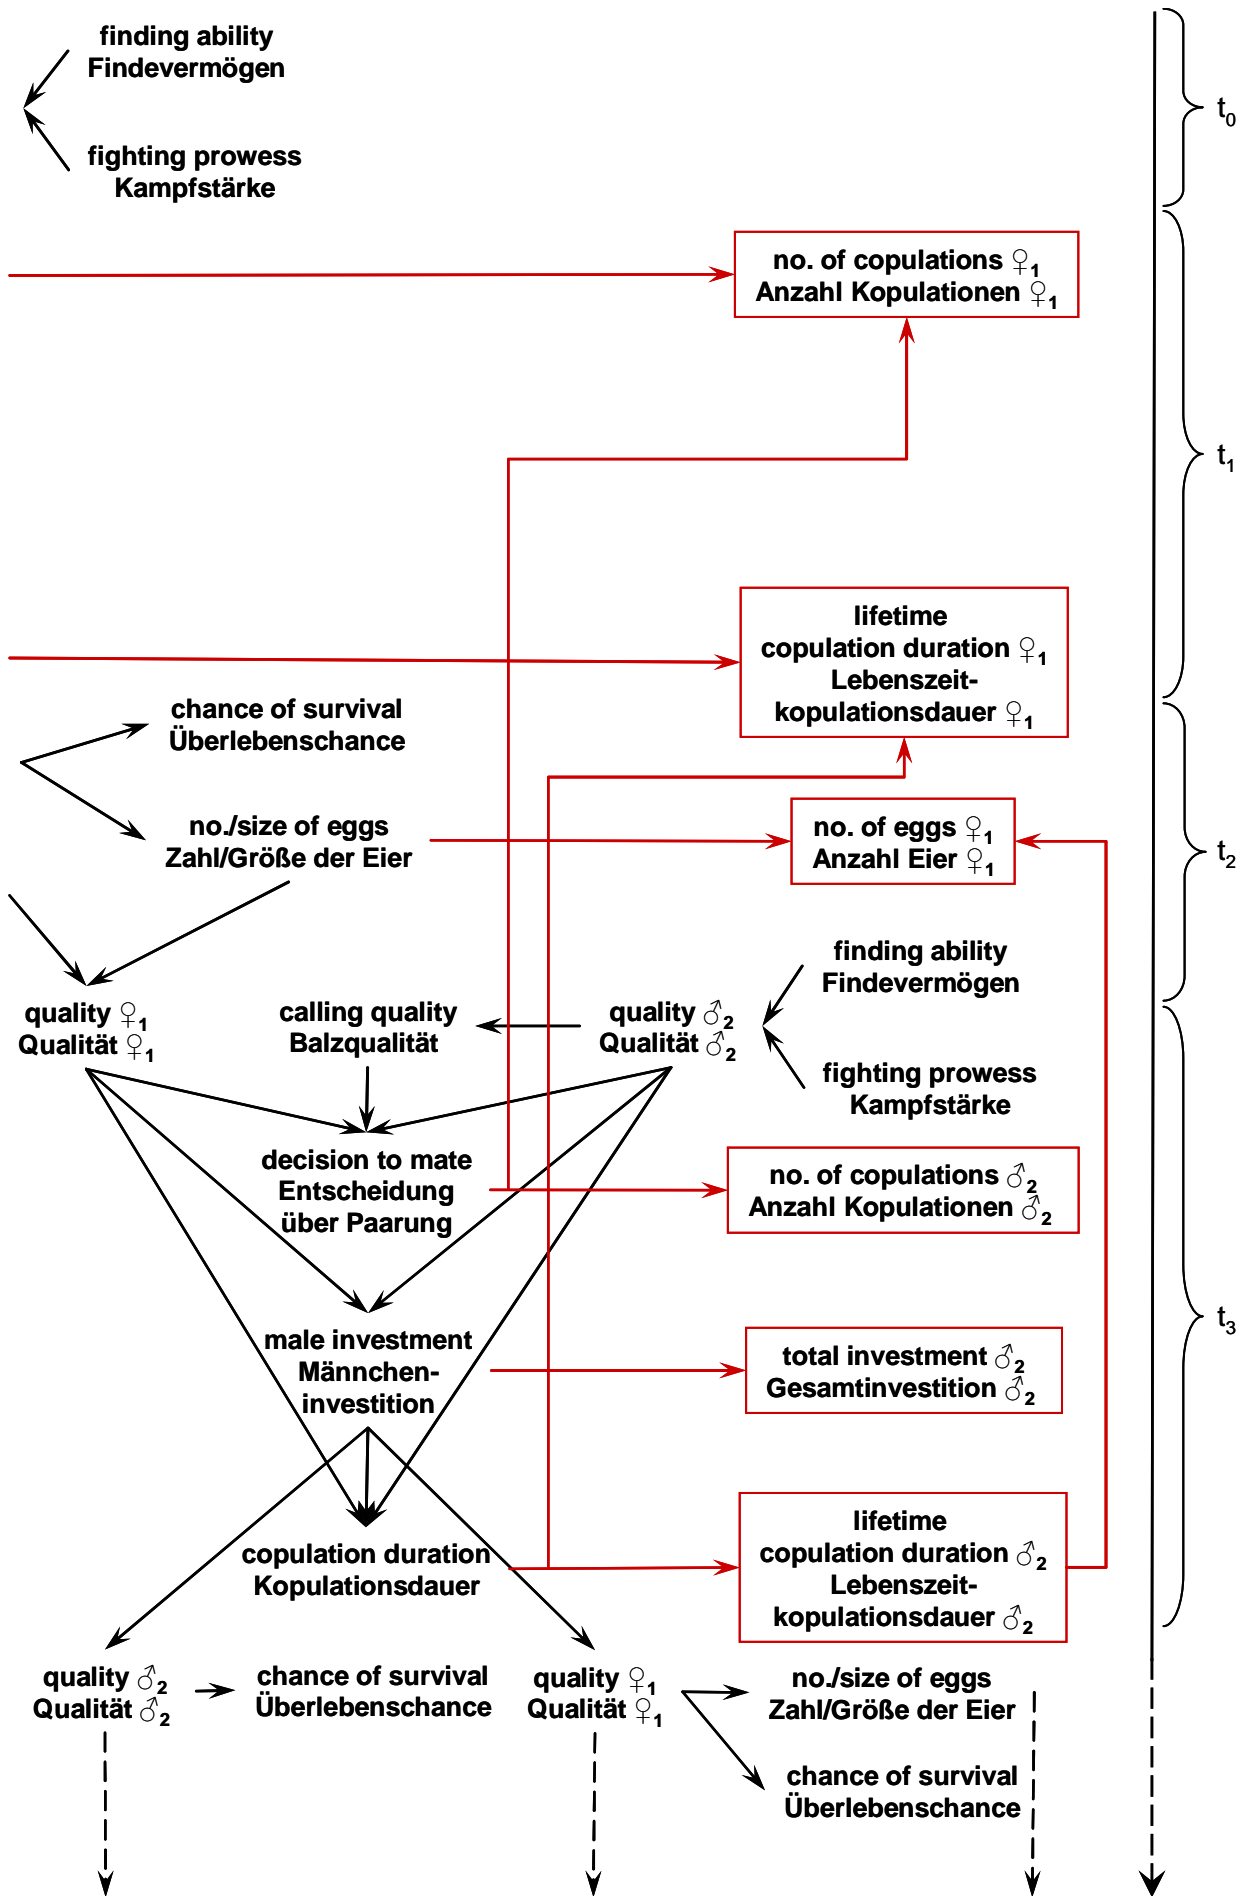 finding ability
Findevermögen
t0
fighting prowess
Kampfstärke
no. of copulations ♀1
Anzahl Kopulationen ♀1
t1
lifetime
copulation duration ♀1
Lebenszeit-
kopulationsdauer ♀1
chance of survival
Überlebenschance
no./size of eggs
Zahl/Größe der Eier
no. of eggs ♀1
Anzahl Eier ♀1
t2
finding ability
Findevermögen
quality ♀1
Qualität ♀1
calling quality
Balzqualität
quality ♂2
Qualität ♂2
fighting prowess
Kampfstärke
decision to mate
Entscheidung
über Paarung
no. of copulations ♂2
Anzahl Kopulationen ♂2
t3
male investment
Männchen-
investition
total investment ♂2
Gesamtinvestition ♂2
copulation duration
Kopulationsdauer
lifetime
copulation duration ♂2
Lebenszeit-
kopulationsdauer ♂2
quality ♂2
Qualität ♂2
chance of survival
Überlebenschance
quality ♀1
Qualität ♀1
no./size of eggs
Zahl/Größe der Eier
chance of survival
Überlebenschance